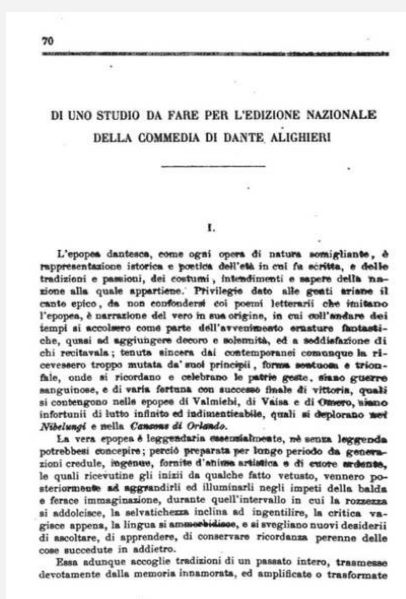 70
DI UNO STUDIO DA FARE PER L'EDIZIONE NAZIONALE
DELLA COMMEDIA DI DANTE ALIGHIERI
I.
L'epopea dantesca, come ogni opera di natura somigliante, è
rappresentazione istorica e poetica dell'età in cui fu scritta, e delle
tradizioni e passioni, dei costumi, intendimenti e sapere della na-
zione alla quale appartiene. Privilegio dato alle genti ariane il
canto epico, da non confondersi coi poemi letterarii che imitano
l'epopea, è narrazione del vero in sua origine, in cui coll'andare dei
tempi si accolsero come parte dell'avvenimento creature fantasti-
che, quasi ad aggiungere decoro e solennità, ed a soddisfazione di
chi recitavala; tenuta sincera dai contemporanei comunque la ri-
cevessero troppo mutata da' suoi principii, forma sontuosa e trion-
fale, onde si ricordano e celebrano le patrie geste, siano guerre
sanguinose, e di varia fortuna con successo finale di vittoria, quali
si contengono nelle epopee di Valmichi, di Vaisa e di Omero, siano
infortunii di lutto infinito ed indimenticabile, quali si deplorano nei
Nibelungi e nella Canzone di Orlando.
La vera epopea è leggendaria essenzialmente, nè senza leggenda
potrebbesi concepire; perciò preparata per lungo periodo da genera-
zioni credule, ingenue, fornite d'anima artistica e di cuore ardente,
le quali ricevutine gli inizi da qualche fatto vetusto, vennero po-
steriormente ad aggrandirli ed illuminarli negli impeti della balda
e ferace immaginazione, durante quell'intervallo in cui la rozzezza
si addolcisce, la selvatichezza inclina ad ingentilire, la critica va-
gisce appena, la lingua si ammorbidisce, e si svegliano nuovi desiderii
di ascoltare, di apprendere, di conservare ricordanza perenne delle
cose succedute in addietro.
Essa adunque accoglie tradizioni di un passato intero, trasmesse
devotamente dalla memoria innamorata, ed amplificate o trasformate